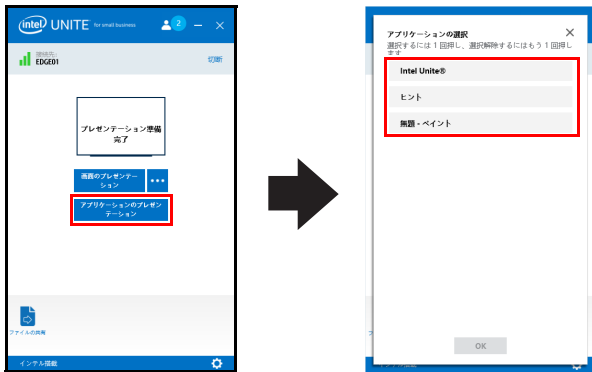 intel UNITE for small business 2
接続先:
EDGE01
切断
プレゼンテーション準備
完了
画面のプレゼンテー
ション
アプリケーションのプレゼン
テーション
ファイルの共有
インテル搭載
アプリケーションの選択
選択するには 1 回押し、選択解除するにはもう 1 回押し
ます
Intel Unite®
ヒント
無題 - ペイント
OK